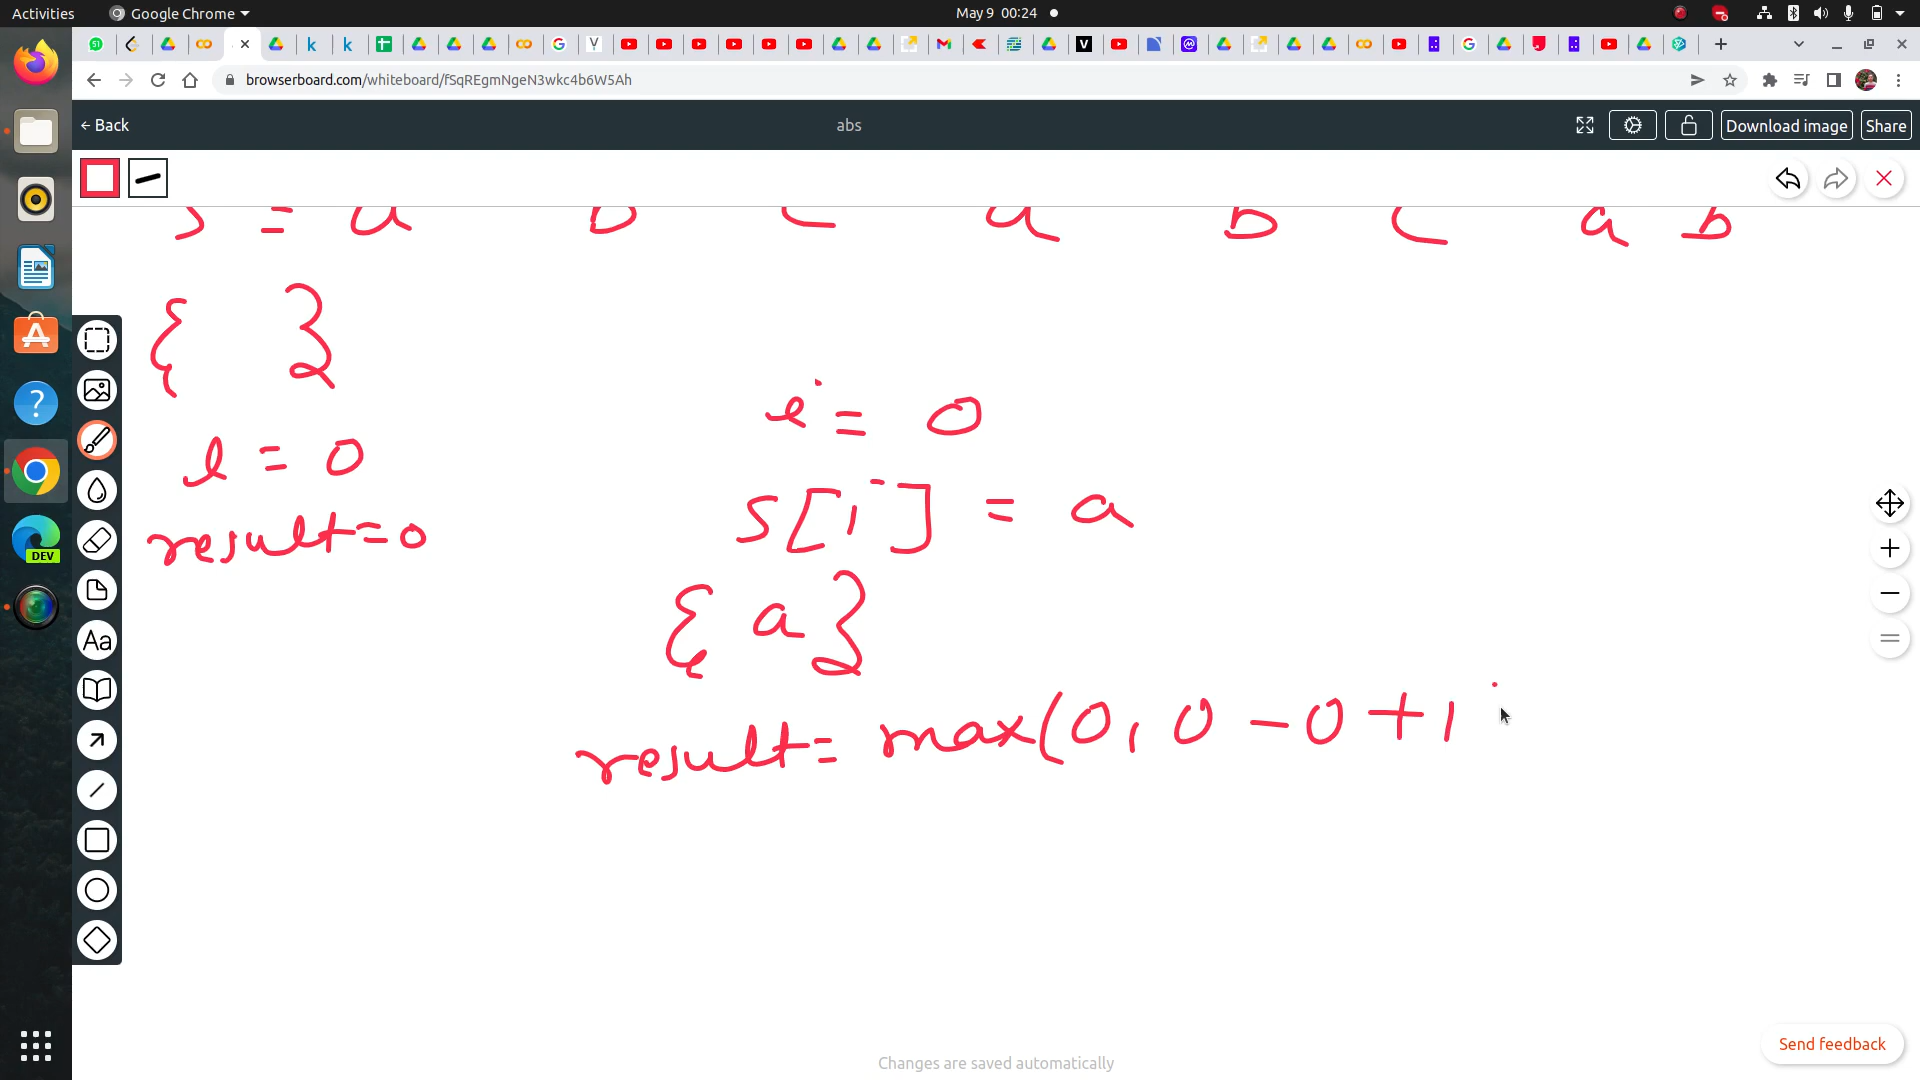 Activities Google Chrome May 9 00:24
browserboard.com/whiteboard/fSqREgmNgeN3wkc4b6W5Ah
← Back abs Download image Share
s = a b c a b c a b
{ }
i = 0
l = 0
s[i] = a
result=0
{ a }
result= max(0, 0 - 0 + 1
DEV
Aa
Send feedback
Changes are saved automatically